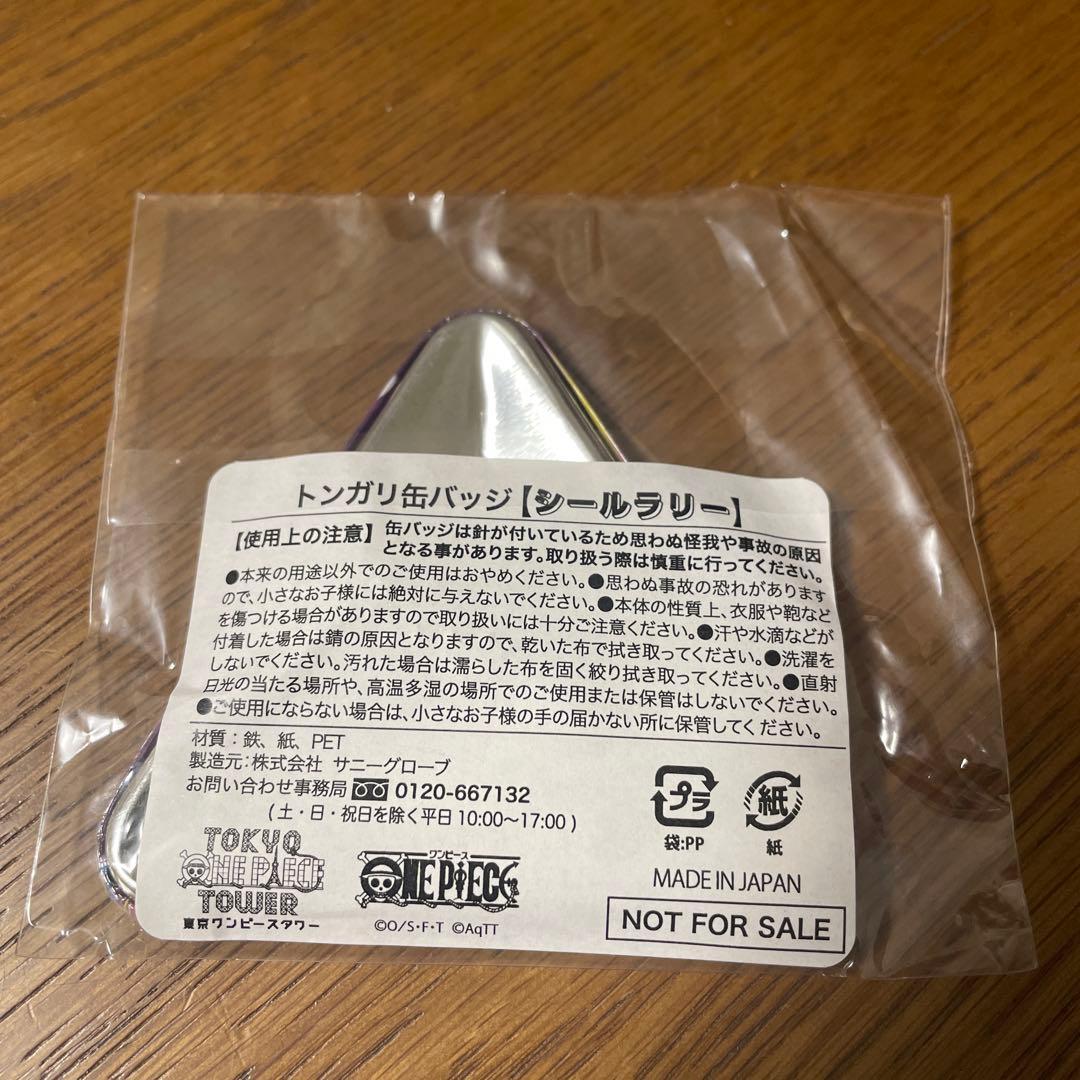 トンガリ缶バッジ【シールラリー】
【使用上の注意】缶バッジは針が付いているため思わぬ怪我や事故の原因
となる事があります。取り扱う際は慎重に行ってください。
●本来の用途以外でのご使用はおやめください。●思わぬ事故の恐れがあります
ので、小さなお子様には絶対に与えないでください。●本体の性質上、衣服や鞄など
を傷つける場合がありますので取り扱いには十分ご注意ください。●汗や水滴などが
付着した場合は錆の原因となりますので、乾いた布で拭き取ってください。●洗濯を
しないでください。汚れた場合は濡らした布を固く絞り拭き取ってください。●直射
日光の当たる場所や、高温多湿の場所でのご使用または保管はしないでください。
●ご使用にならない場合は、小さなお子様の手の届かない所に保管してください。
材質：鉄、紙、PET
製造元：株式会社 サニーグローブ
お問い合わせ事務局 0120-667132
(土・日・祝日を除く平日10:00〜17:00)
プラ
袋:PP
紙
紙
TOKYO
ONE PIECE
TOWER
東京ワンピースタワー
ワンピース
ONE PIECE
©O/S・F・T ©AqTT
MADE IN JAPAN
NOT FOR SALE